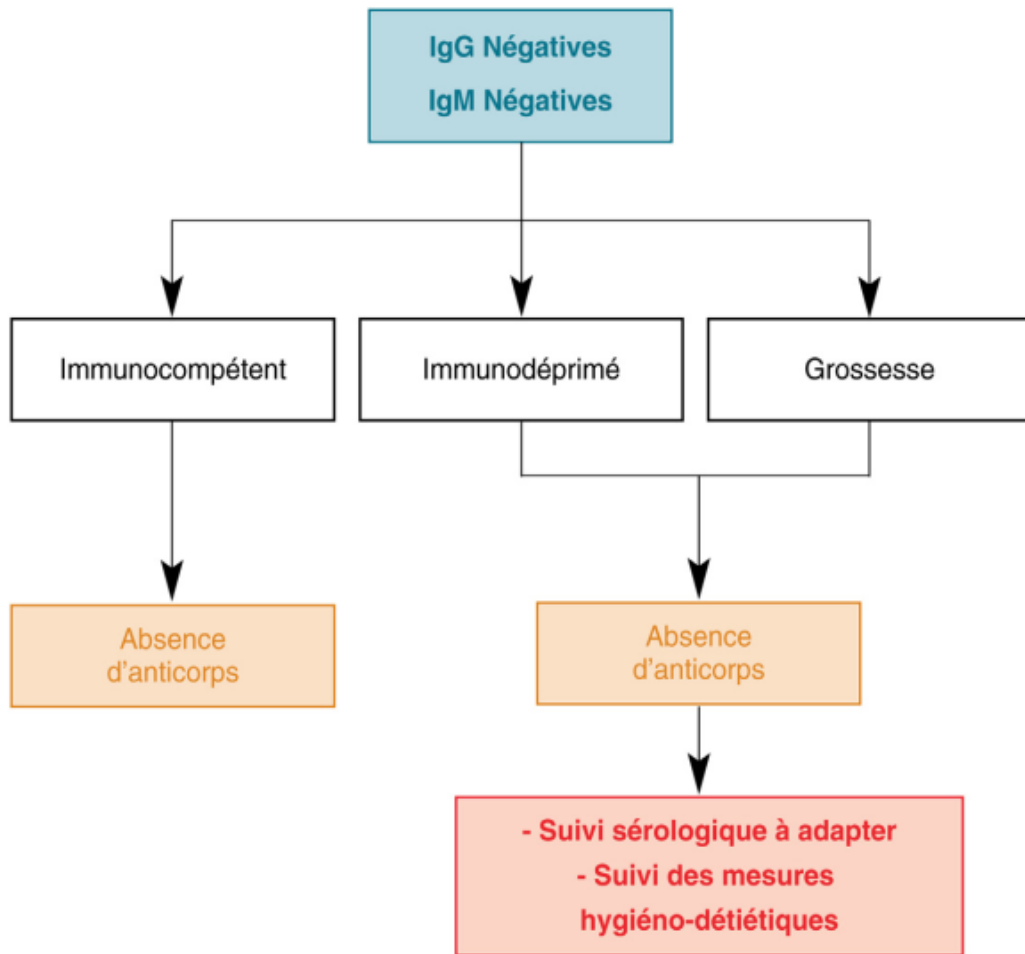 IgG Négatives
IgM Négatives
Immunocompétent
Immunodéprimé
Grossesse
Absence
d'anticorps
Absence
d'anticorps
- Suivi sérologique à adapter
- Suivi des mesures
hygiéno-détiétiques